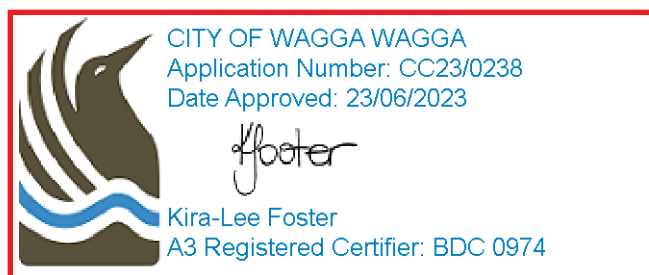 CITY OF WAGGA WAGGA
Application Number: CC23/0238
Date Approved: 23/06/2023
KFoster
Kira-Lee Foster
A3 Registered Certifier: BDC 0974